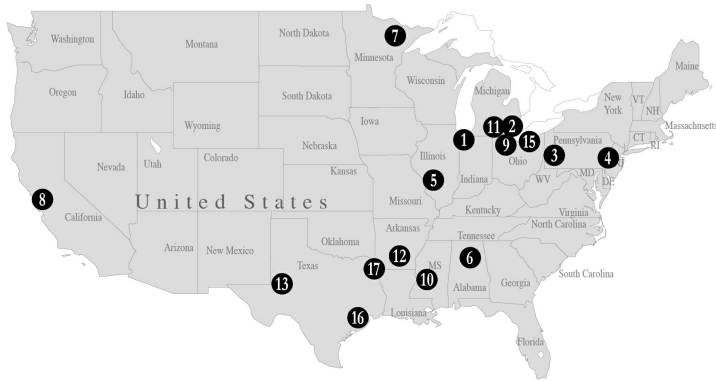 Washington
Montana
North Dakota
Minnesota
7
Maine
Oregon
Idaho
South Dakota
Wisconsin
Michigan
New
York
VT
NH
Massachusetts
Wyoming
Iowa
11
2
1
9
15
Pennsylvania
CT
RI
3
4
NJ
Nevada
Utah
Colorado
Nebraska
Kansas
Illinois
Indiana
Ohio
WV
MD
DE
5
8
California
United States
Missouri
Kentucky
Virginia
Arizona
New Mexico
Oklahoma
Arkansas
Tennessee
North Carolina
South Carolina
Texas
12
17
13
MS
10
6
Alabama
Georgia
16
Louisiana
Florida